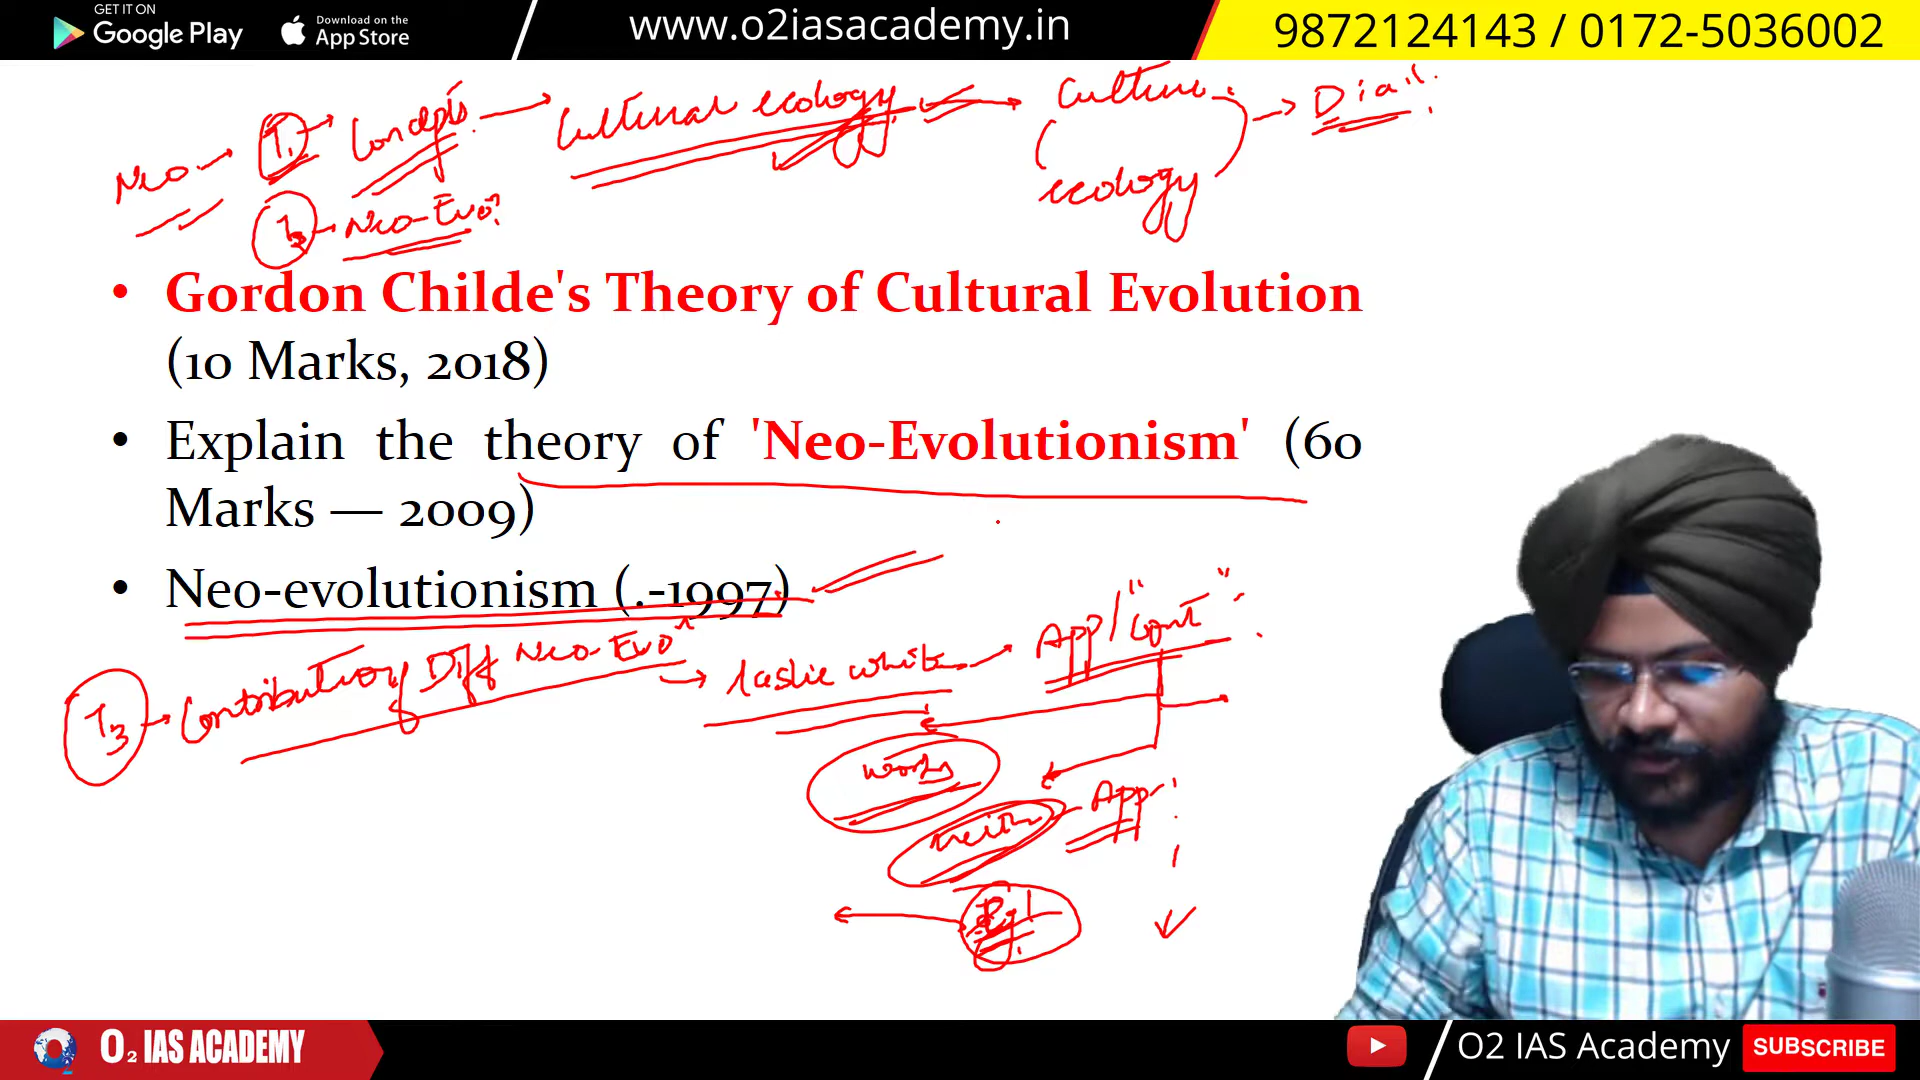 GET IT ON
Google Play
Download on the
App Store
www.o2iasacademy.in
9872124143 / 0172-5036002
Neo → T1 → Concepts → Cultural ecology → Culture → 
ecology
Neo-Evo
• Gordon Childe's Theory of Cultural Evolution
(10 Marks, 2018)
• Explain the theory of 'Neo-Evolutionism' (60
Marks — 2009)
• Neo-evolutionism (.-1997)
T3 → Contribution Diff Neo-Evo → Leslie White → App / "Cont"
works
App
O2 IAS ACADEMY
O2 IAS Academy
SUBSCRIBE